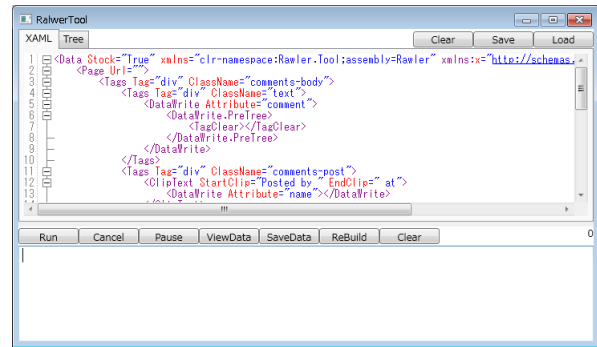 RalwerTool
XAML Tree Clear Save Load
1 <Data Stock="True" xmlns="clr-namespace:Rawler.Tool;assembly=Rawler" xmlns:x="http://schemas.
2 <Page Url="">
3 <Tags Tag="div" ClassName="comments-body">
4 <Tags Tag="div" ClassName="text">
5 <DataWrite Attribute="comment">
6 <DataWrite.PreTree>
7 <TagClear></TagClear>
8 </DataWrite.PreTree>
9 </DataWrite>
10 </Tags>
11 <Tags Tag="div" ClassName="comments-post">
12 <ClipText StartClip="Posted by " EndClip=" at">
13 <DataWrite Attribute="name"></DataWrite>
Run Cancel Pause ViewData SaveData ReBuild Clear 0